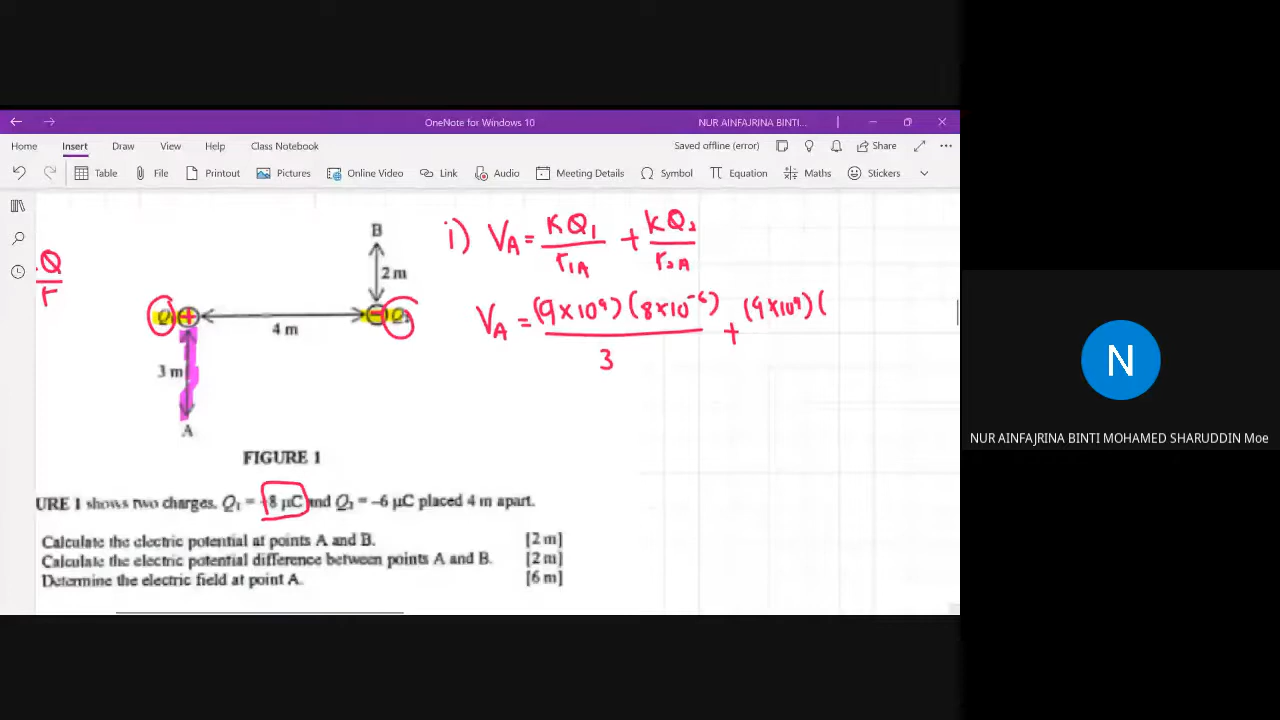 OneNote for Windows 10
NUR AINFAJRINA BINTI...
Home Insert Draw View Help Class Notebook
Saved offline (error) Share
Table File Printout Pictures Online Video Link Audio Meeting Details Symbol Equation Maths Stickers
Q
r
B
2 m
4 m
3 m
A
FIGURE 1
i) V_A = KQ_1/r_1A + KQ_2/r_2A
V_A = (9×10⁹)(8×10⁻⁶)/3 + (9×10⁹)(
URE 1 shows two charges. Q₁ = 8 μC and Q₂ = –6 μC placed 4 m apart.
Calculate the electric potential at points A and B. [2 m]
Calculate the electric potential difference between points A and B. [2 m]
Determine the electric field at point A. [6 m]
N
NUR AINFAJRINA BINTI MOHAMED SHARUDDIN Moe